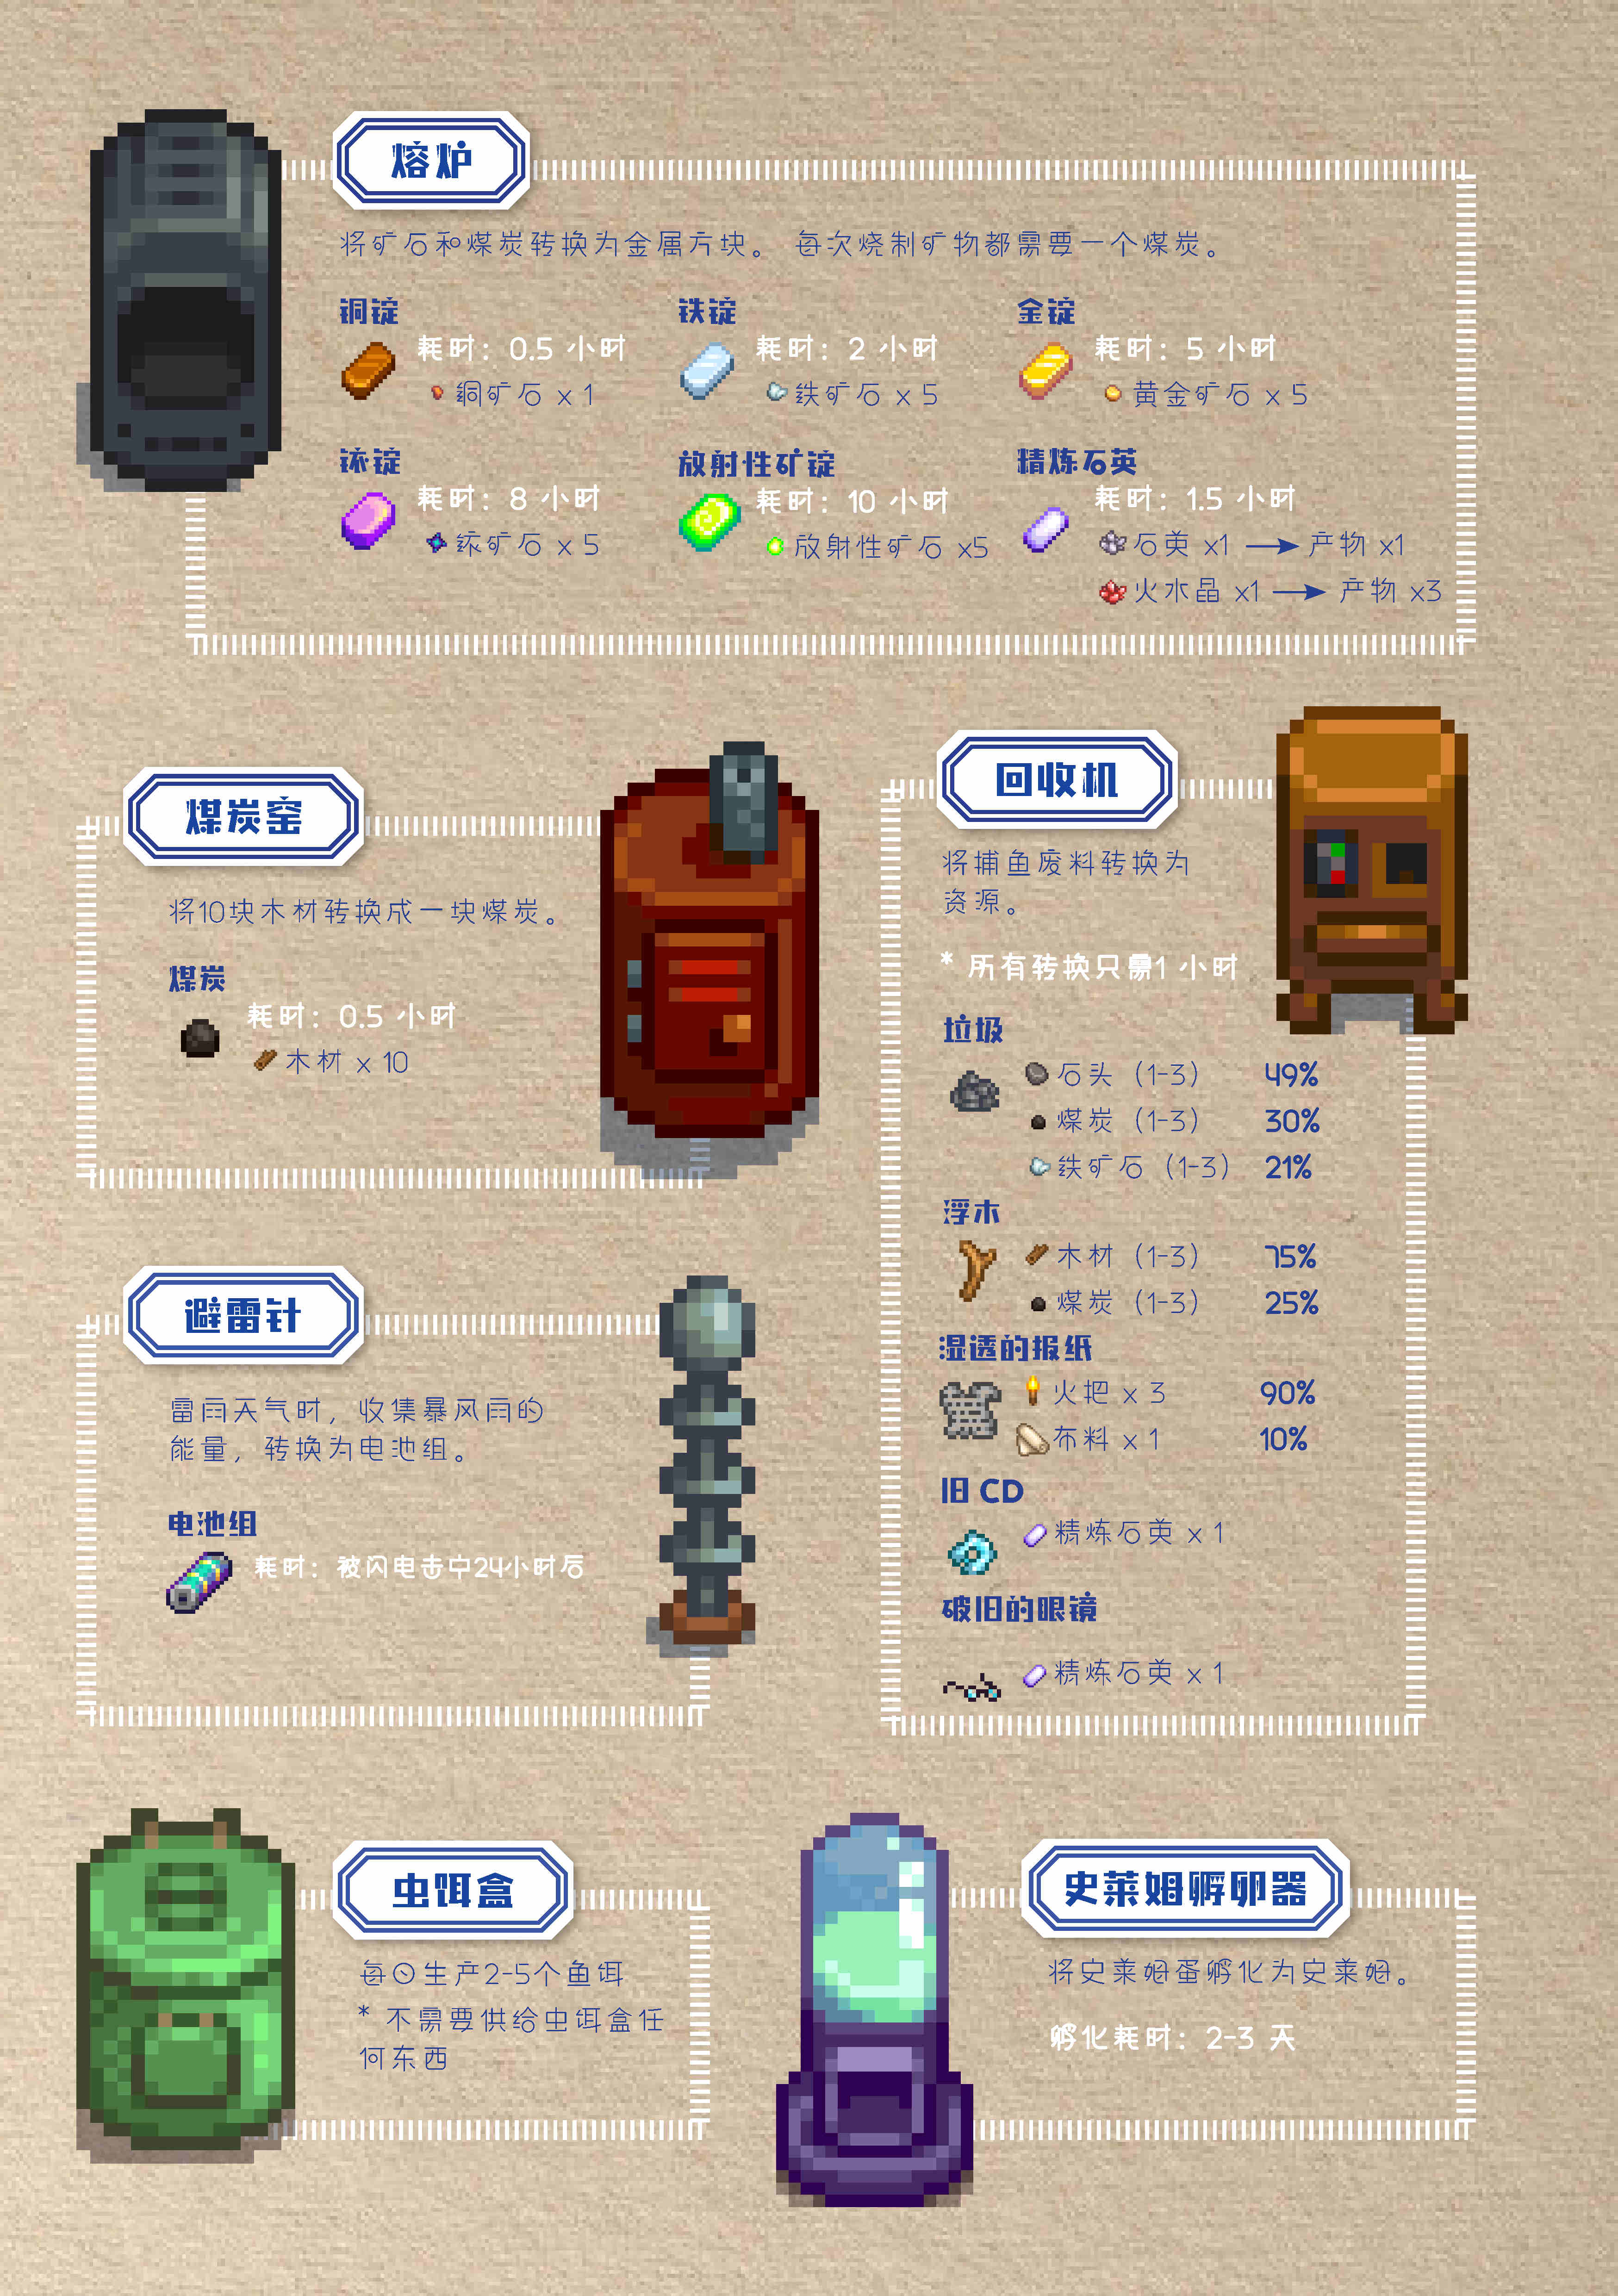 熔炉
将矿石和煤炭转换为金属方块。 每次烧制矿物都需要一个煤炭。
铜锭
耗时：0.5 小时
铜矿石 x 1
铁锭
耗时：2 小时
铁矿石 x 5
金锭
耗时：5 小时
黄金矿石 x 5
铱锭
耗时：8 小时
铱矿石 x 5
放射性矿锭
耗时：10 小时
放射性矿石 x5
精炼石英
耗时：1.5 小时
石英 x1 → 产物 x1
火水晶 x1 → 产物 x3
煤炭窑
将10块木材转换成一块煤炭。
煤炭
耗时：0.5 小时
木材 x 10
回收机
将捕鱼废料转换为
资源。
* 所有转换只需1 小时
垃圾
石头（1-3） 49%
煤炭（1-3） 30%
铁矿石（1-3） 21%
浮木
木材（1-3） 75%
煤炭（1-3） 25%
湿透的报纸
火把 x 3 90%
布料 x 1 10%
旧 CD
精炼石英 x 1
破旧的眼镜
精炼石英 x 1
避雷针
雷雨天气时，收集暴风雨的
能量，转换为电池组。
电池组
耗时：被闪电击中24小时后
虫饵盒
每日生产2-5个鱼饵
* 不需要供给虫饵盒任
何东西
史莱姆孵卵器
将史莱姆蛋孵化为史莱姆。
孵化耗时：2-3 天